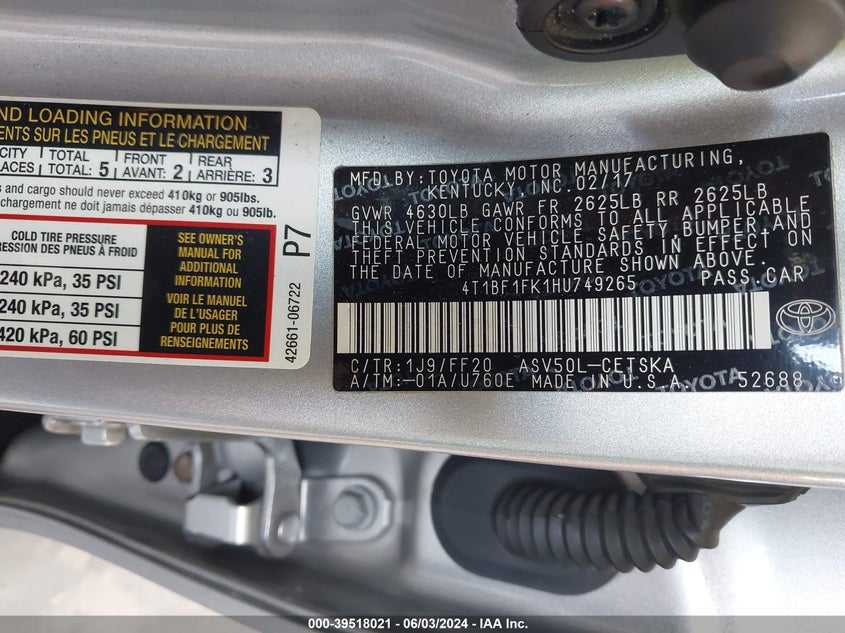 ND LOADING INFORMATION
ENTS SUR LES PNEUS ET LE CHARGEMENT
CITY TOTAL 5 FRONT 2 REAR 3
LACES TOTAL: AVANT: ARRIÈRE:
s and cargo should never exceed 410kg or 905lbs.
chargement ne doit jamais dépasser 410kg ou 905lb.
COLD TIRE PRESSURE
RESSION DES PNEUS À FROID
240 kPa, 35 PSI
240 kPa, 35 PSI
420 kPa, 60 PSI
SEE OWNER'S
MANUAL FOR
ADDITIONAL
INFORMATION
VOIR LE MANUEL
DE L'USAGER
POUR PLUS DE
RENSEIGNEMENTS
P7
42661-06722
MFD.BY:TOYOTA MOTOR MANUFACTURING,
KENTUCKY, INC.02/17
GVWR 4630LB GAWR FR 2625LB RR 2625LB
THIS VEHICLE CONFORMS TO ALL APPLICABLE
FEDERAL MOTOR VEHICLE SAFETY,BUMPER,AND
THEFT PREVENTION STANDARDS IN EFFECT ON
THE DATE OF MANUFACTURE SHOWN ABOVE.
4T1BF1FK1HU749265 PASS.CAR
C/TR:1J9/FF20 ASV50L-CETSKA
A/TM:-01A/U760E MADE IN U.S.A. 52688
TOYOTA
000-39518021 - 06/03/2024 - IAA Inc.